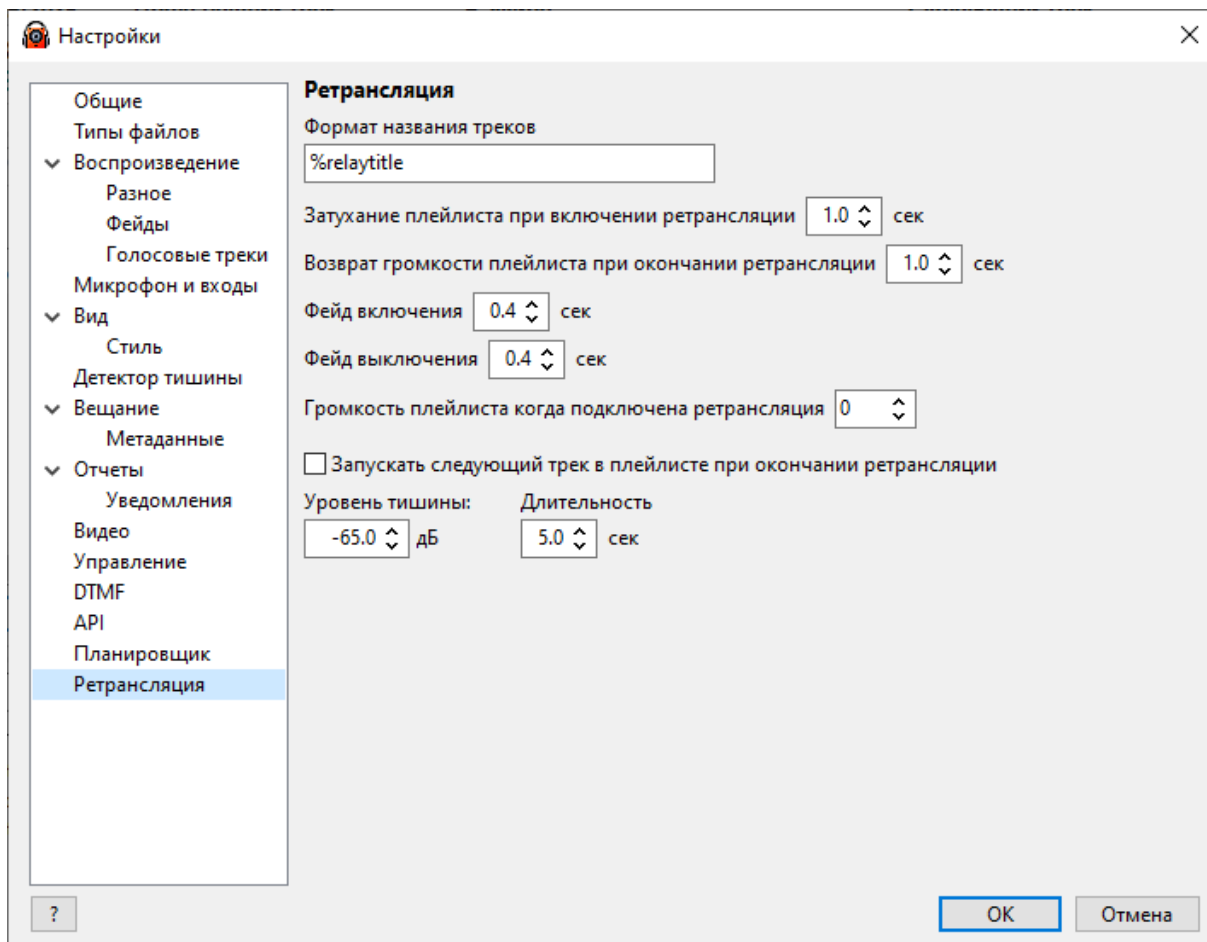 Настройки
Общие
Типы файлов
Воспроизведение
Разное
Фейды
Голосовые треки
Микрофон и входы
Вид
Стиль
Детектор тишины
Вещание
Метаданные
Отчеты
Уведомления
Видео
Управление
DTMF
API
Планировщик
Ретрансляция
Ретрансляция
Формат названия треков
%relaytitle
Затухание плейлиста при включении ретрансляции 1.0 сек
Возврат громкости плейлиста при окончании ретрансляции 1.0 сек
Фейд включения 0.4 сек
Фейд выключения 0.4 сек
Громкость плейлиста когда подключена ретрансляция 0
Запускать следующий трек в плейлисте при окончании ретрансляции
Уровень тишины: Длительность
-65.0 дБ 5.0 сек
? ОК Отмена